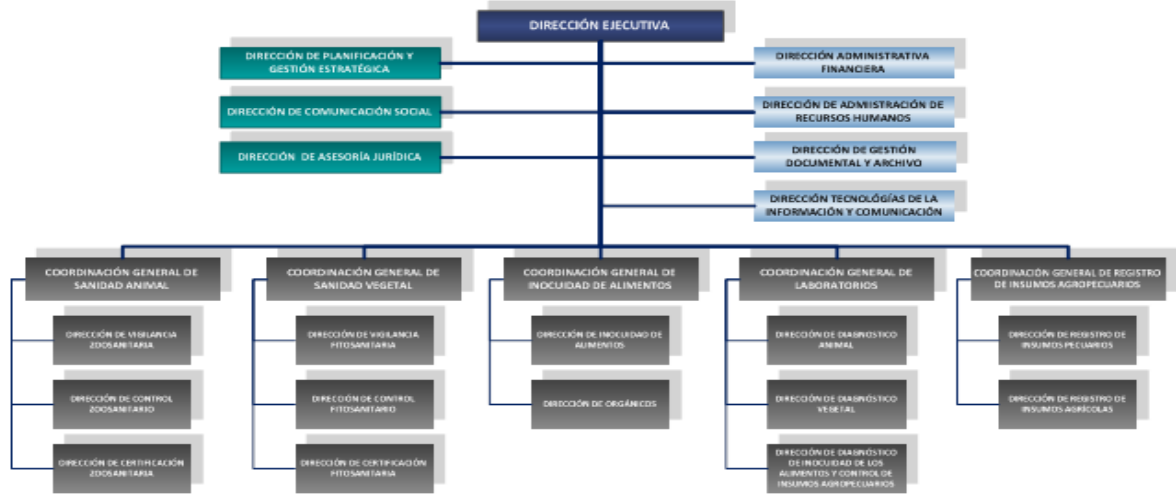 DIRECCIÓN EJECUTIVA
DIRECCIÓN DE PLANIFICACIÓN Y
GESTIÓN ESTRATÉGICA
DIRECCIÓN ADMINISTRATIVA
FINANCIERA
DIRECCIÓN DE COMUNICACIÓN SOCIAL
DIRECCIÓN DE ADMISTRACIÓN DE
RECURSOS HUMANOS
DIRECCIÓN DE ASESORÍA JURÍDICA
DIRECCIÓN DE GESTIÓN
DOCUMENTAL Y ARCHIVO
DIRECCIÓN TECNOLÓGÍAS DE LA
INFORMACIÓN Y COMUNICACIÓN
COORDINACIÓN GENERAL DE
SANIDAD ANIMAL
DIRECCIÓN DE VIGILANCIA
ZOOSANITARIA
DIRECCIÓN DE CONTROL
ZOOSANITARIO
DIRECCIÓN DE CERTIFICACIÓN
ZOOSANITARIA
COORDINACIÓN GENERAL DE
SANIDAD VEGETAL
DIRECCIÓN DE VIGILANCIA
FITOSANITARIA
DIRECCIÓN DE CONTROL
FITOSANITARIO
DIRECCIÓN DE CERTIFICACIÓN
FITOSANITARIA
COORDINACIÓN GENERAL DE
INOCUIDAD DE ALIMENTOS
DIRECCIÓN DE INOCUIDAD DE
ALIMENTOS
DIRECCIÓN DE ORGÁNICOS
COORDINACIÓN GENERAL DE
LABORATORIOS
DIRECCIÓN DE DIAGNÓSTICO
ANIMAL
DIRECCIÓN DE DIAGNÓSTICO
VEGETAL
DIRECCIÓN DE DIAGNÓSTICO
DE INOCUIDAD DE LOS
ALIMENTOS Y CONTROL DE
INSUMOS AGROPECUARIOS
COORDINACIÓN GENERAL DE REGISTRO
DE INSUMOS AGROPECUARIOS
DIRECCIÓN DE REGISTRO DE
INSUMOS PECUARIOS
DIRECCIÓN DE REGISTRO DE
INSUMOS AGRÍCOLAS